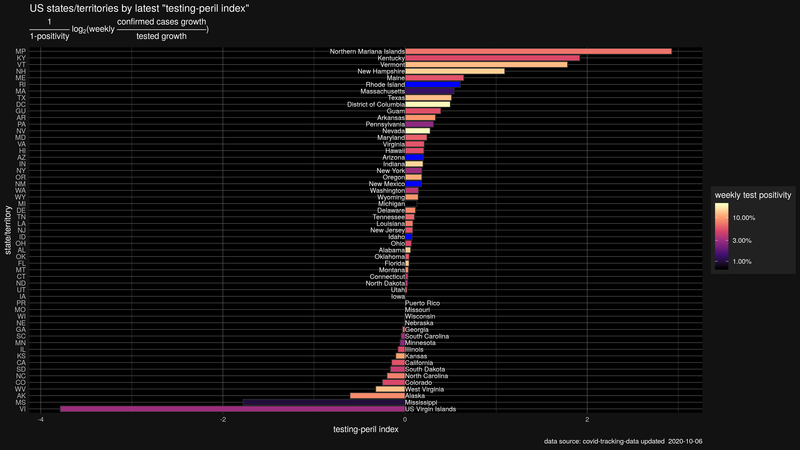 US states/territories by latest "testing-peril index"
1 confirmed cases growth
log2(weekly )
1-positivity tested growth
MP Northern Mariana Islands
KY Kentucky
VT Vermont
NH New Hampshire
ME Maine
RI Rhode Island
MA Massachusetts
TX Texas
DC District of Columbia
GU Guam
AR Arkansas
PA Pennsylvania
NV Nevada
MD Maryland
VA Virginia
HI Hawaii
AZ Arizona
IN Indiana
NY New York
OR Oregon
NM New Mexico
WA Washington
WY Wyoming
MI Michigan
DE Delaware
TN Tennessee
LA Louisiana
NJ New Jersey
ID Idaho
OH Ohio
AL Alabama
OK Oklahoma
FL Florida
MT Montana
CT Connecticut
ND North Dakota
UT Utah
IA Iowa
PR Puerto Rico
MO Missouri
WI Wisconsin
NE Nebraska
GA Georgia
SC South Carolina
MN Minnesota
IL Illinois
KS Kansas
CA California
SD South Dakota
NC North Carolina
CO Colorado
WV West Virginia
AK Alaska
MS Mississippi
VI US Virgin Islands
state/territory
-4 -2 0 2
testing-peril index
weekly test positivity
10.00%
3.00%
1.00%
data source: covid-tracking-data updated 2020-10-06